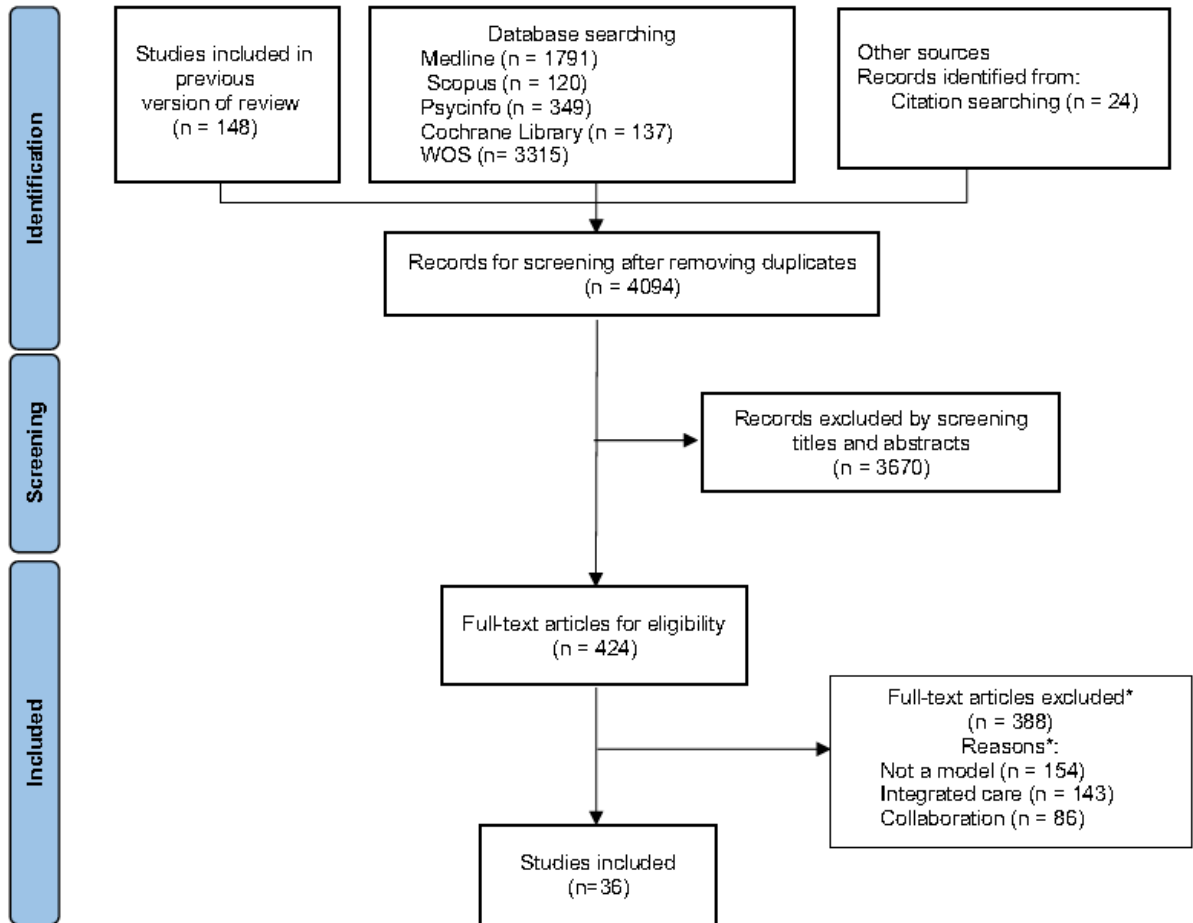 Identification
Studies included in
previous
version of review
(n = 148)
Database searching
Medline (n = 1791)
Scopus (n = 120)
Psycinfo (n = 349)
Cochrane Library (n = 137)
WOS (n= 3315)
Other sources
Records identified from:
Citation searching (n = 24)
Records for screening after removing duplicates
(n = 4094)
Screening
Records excluded by screening
titles and abstracts
(n = 3670)
Included
Full-text articles for eligibility
(n = 424)
Full-text articles excluded*
(n = 388)
Reasons*:
Not a model (n = 154)
Integrated care (n = 143)
Collaboration (n = 86)
Studies included
(n=36)